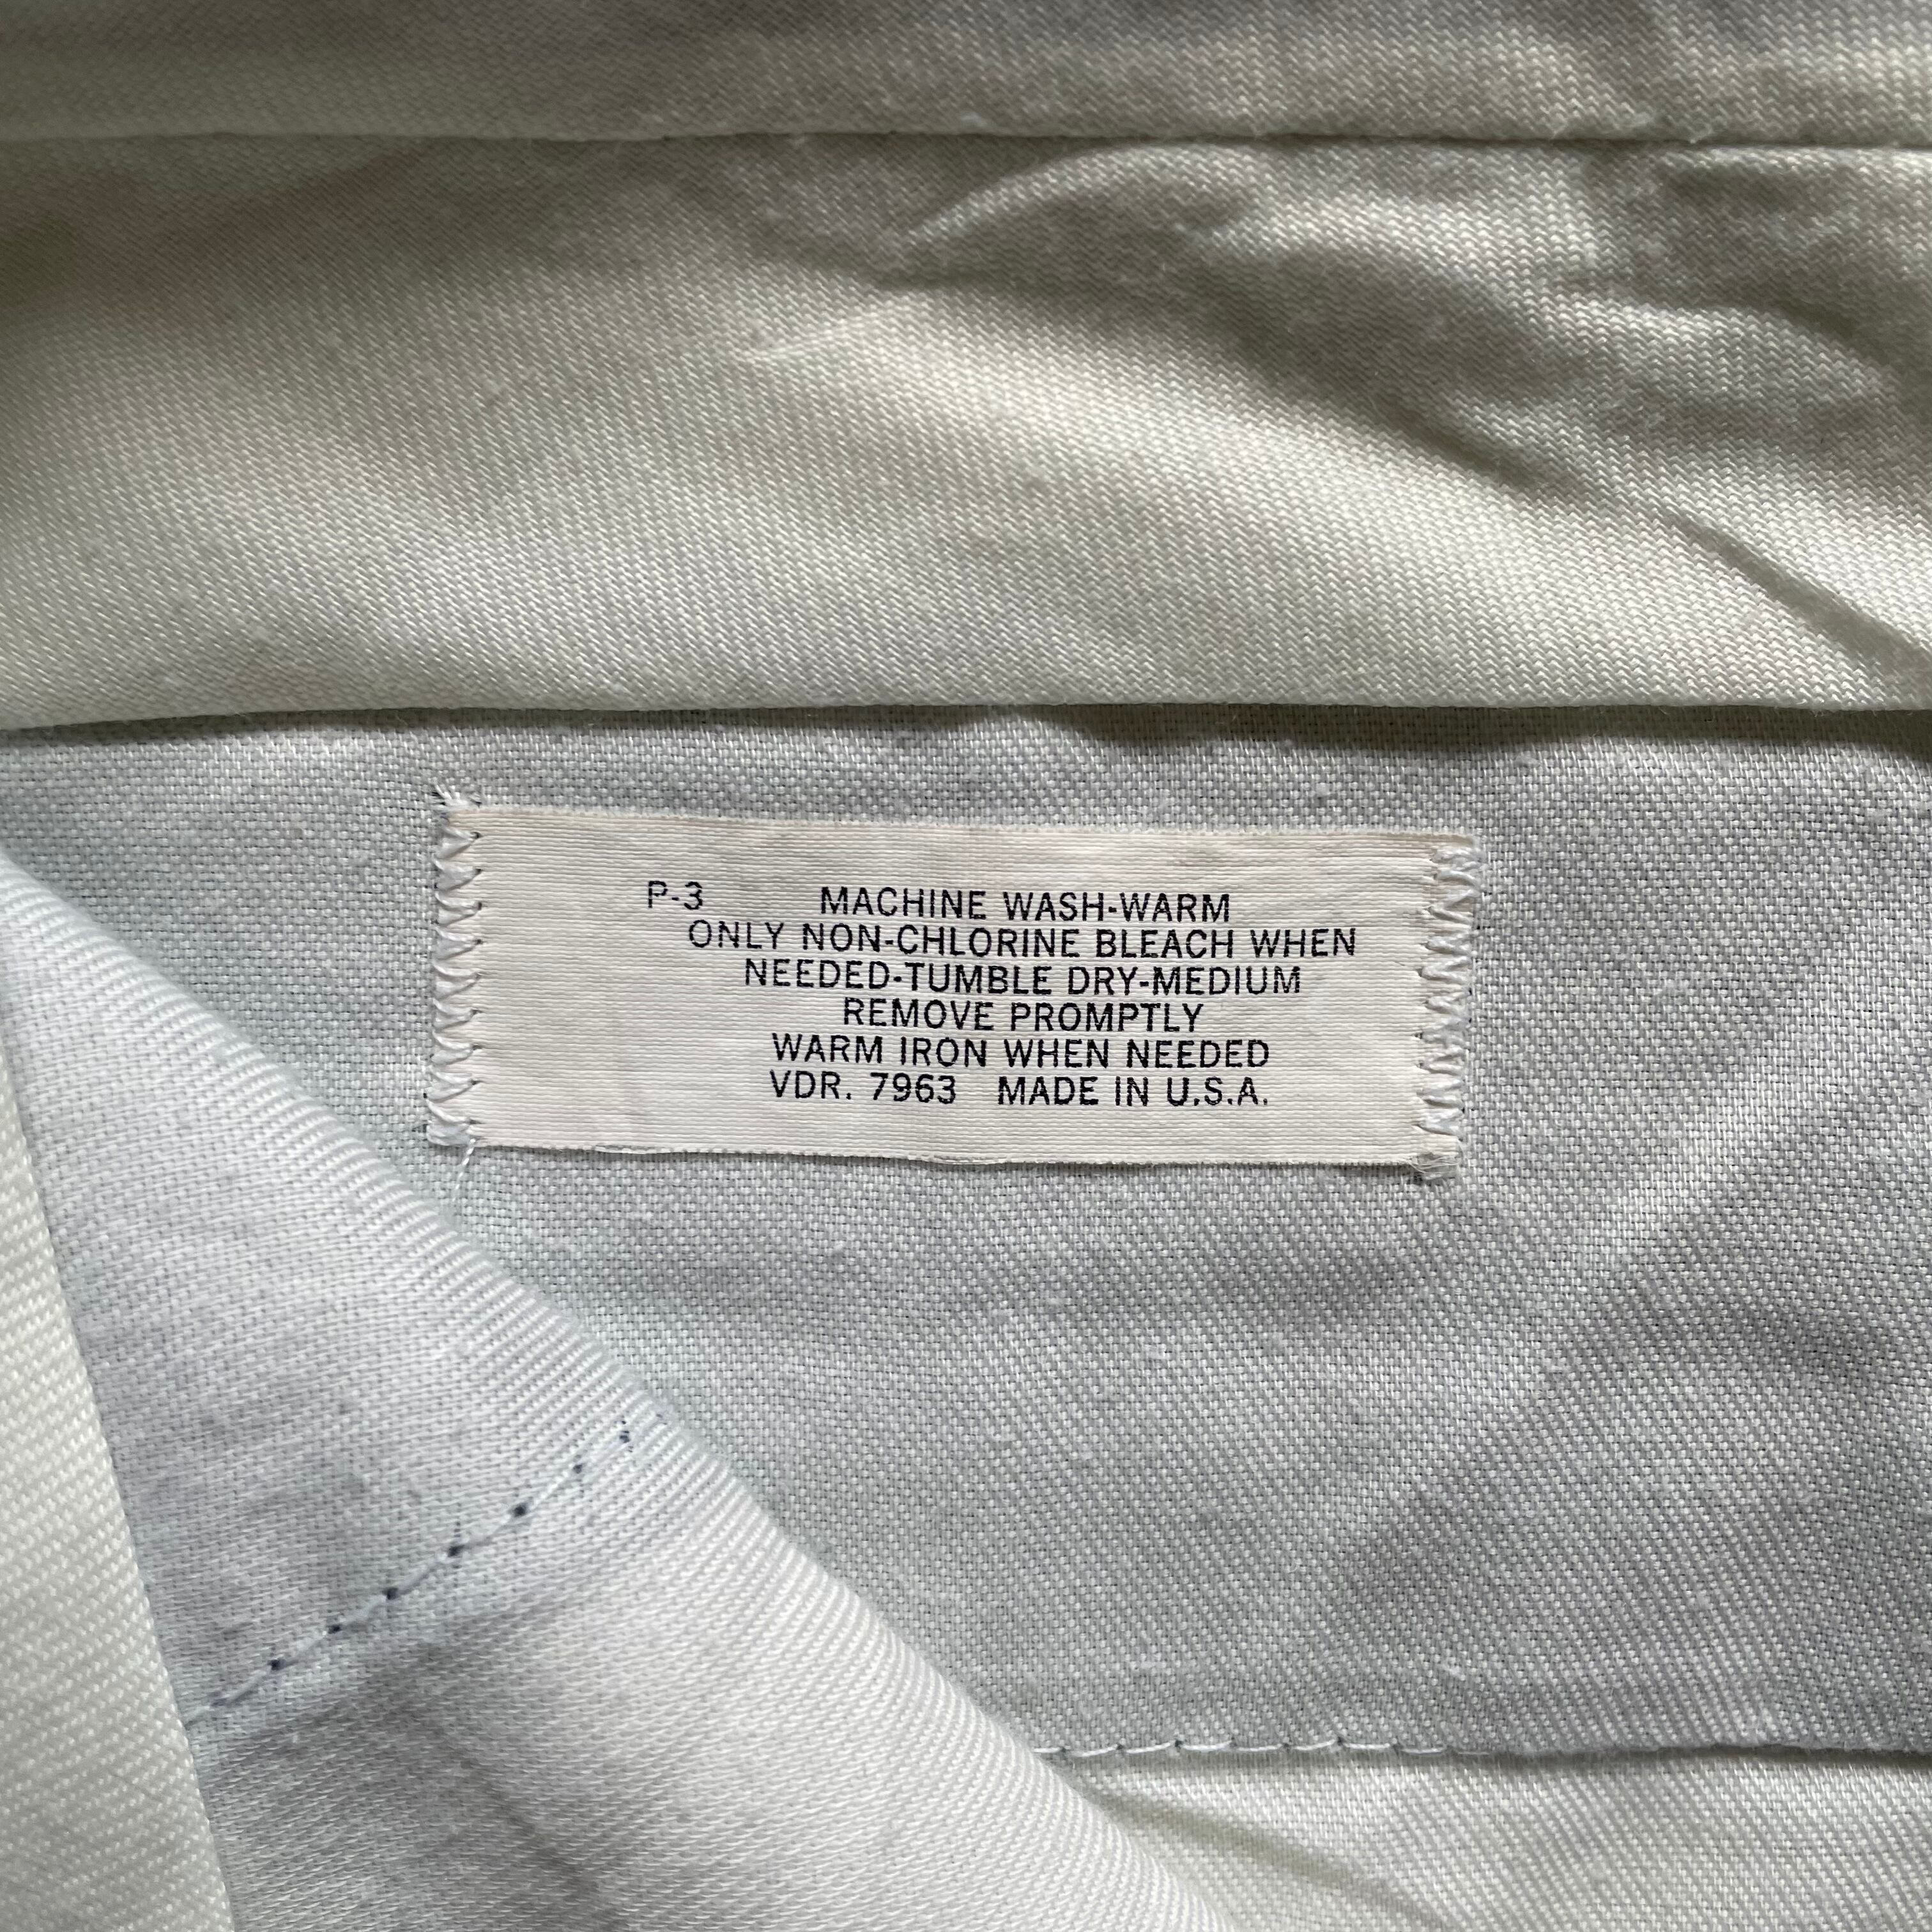 P-3 MACHINE WASH-WARM
ONLY NON-CHLORINE BLEACH WHEN
NEEDED-TUMBLE DRY-MEDIUM
REMOVE PROMPTLY
WARM IRON WHEN NEEDED
VDR. 7963 MADE IN U.S.A.